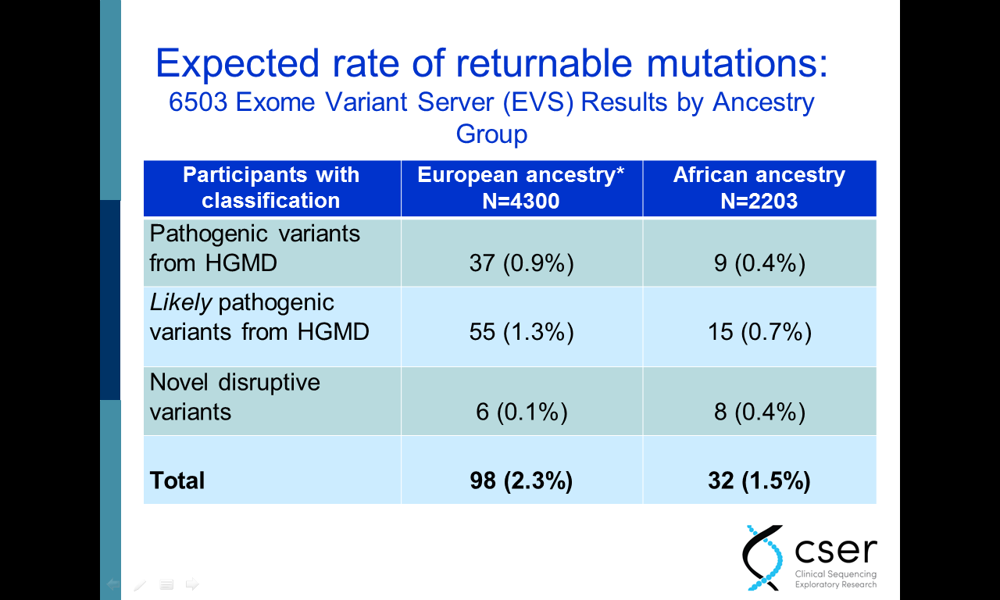 Expected rate of returnable mutations:
6503 Exome Variant Server (EVS) Results by Ancestry
Group
Participants with
classification
European ancestry*
N=4300
African ancestry
N=2203
Pathogenic variants
from HGMD
37 (0.9%)
9 (0.4%)
Likely pathogenic
variants from HGMD
55 (1.3%)
15 (0.7%)
Novel disruptive
variants
6 (0.1%)
8 (0.4%)
Total
98 (2.3%)
32 (1.5%)
cser
Clinical Sequencing
Exploratory Research